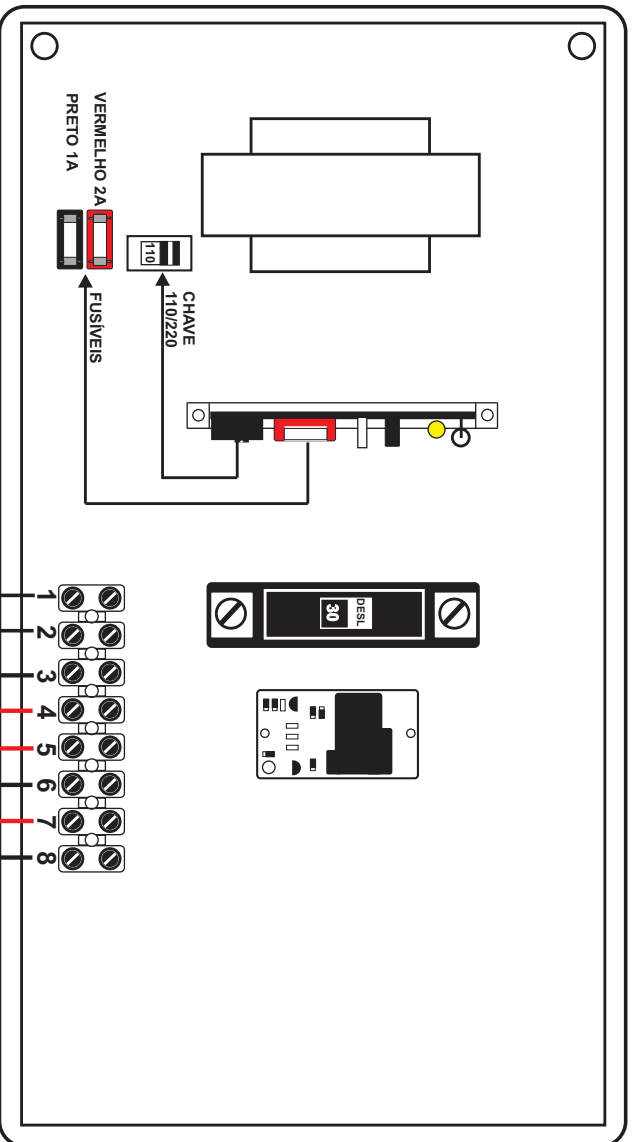 VERMELHO 2A
PRETO 1A
FUSÍVEIS
110
CHAVE
110/220
DESL
30
1
2
3
4
5
6
7
8